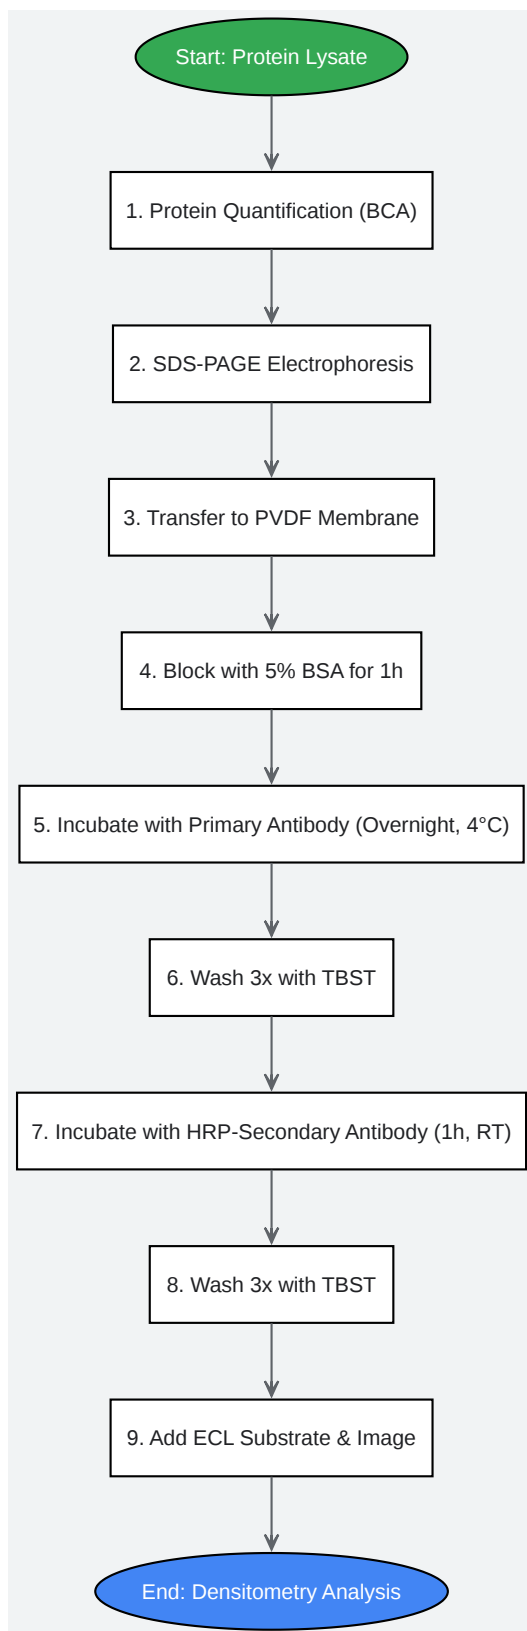 Start: Protein Lysate
1. Protein Quantification (BCA)
2. SDS-PAGE Electrophoresis
3. Transfer to PVDF Membrane
4. Block with 5% BSA for 1h
5. Incubate with Primary Antibody (Overnight, 4°C)
6. Wash 3x with TBST
7. Incubate with HRP-Secondary Antibody (1h, RT)
8. Wash 3x with TBST
9. Add ECL Substrate & Image
End: Densitometry Analysis